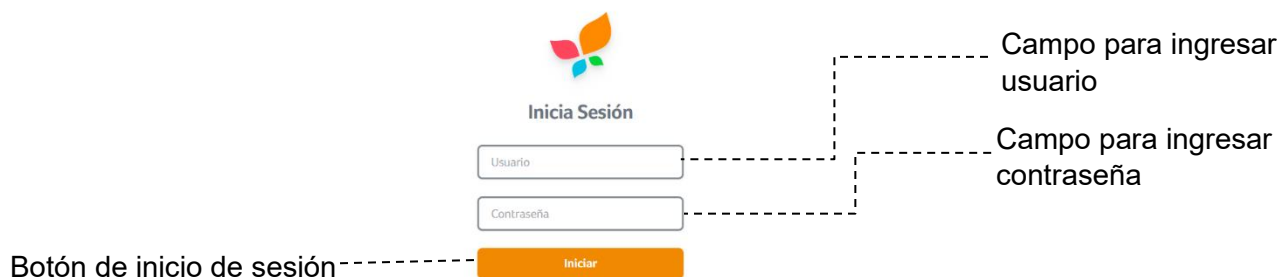 Campo para ingresar
usuario
Inicia Sesión
Usuario
Campo para ingresar
contraseña
Contraseña
Botón de inicio de sesión
Iniciar